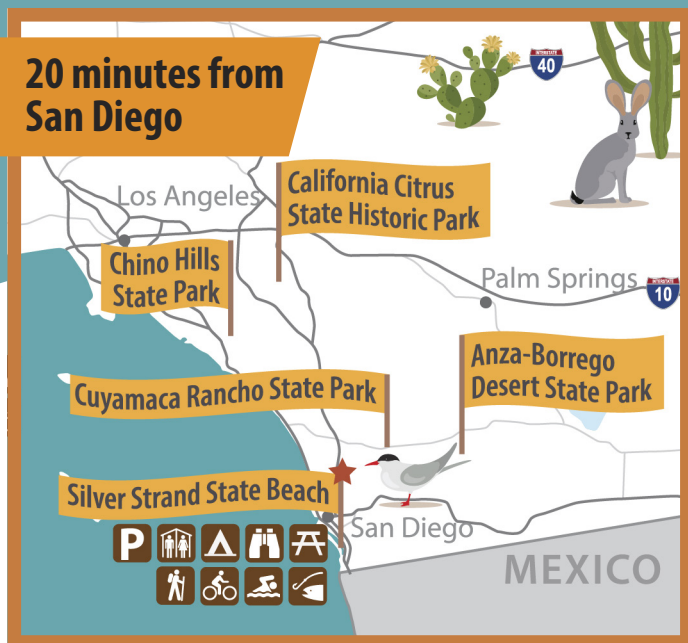 20 minutes from
San Diego
INTERSTATE
40
Los Angeles
California Citrus
State Historic Park
Chino Hills
State Park
Palm Springs
INTERSTATE
10
Anza-Borrego
Desert State Park
Cuyamaca Rancho State Park
Silver Strand State Beach
San Diego
P
MEXICO